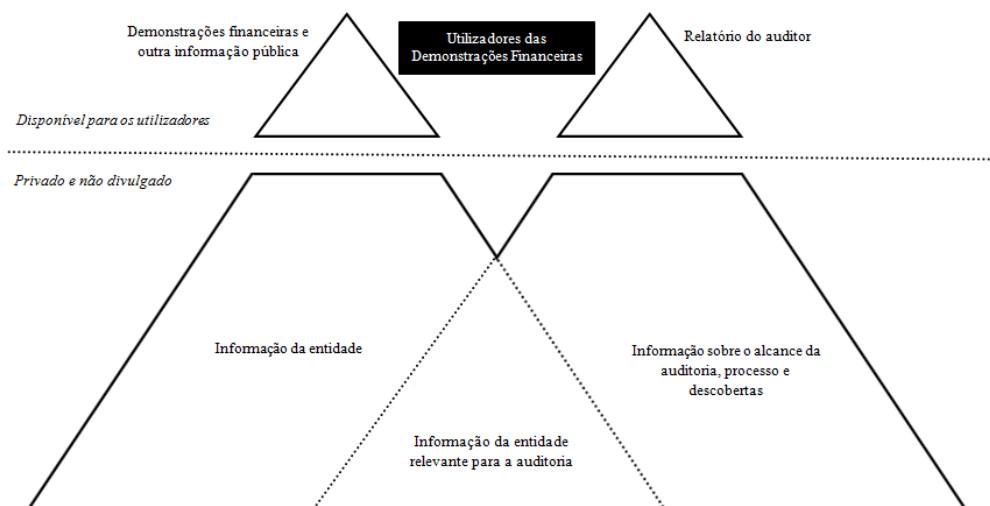 Demonstrações financeiras e
outra informação pública
Utilizadores das
Demonstrações Financeiras
Relatório do auditor
Disponível para os utilizadores
Privado e não divulgado
Informação da entidade
Informação sobre o alcance da
auditoria, processo e
descobertas
Informação da entidade
relevante para a auditoria